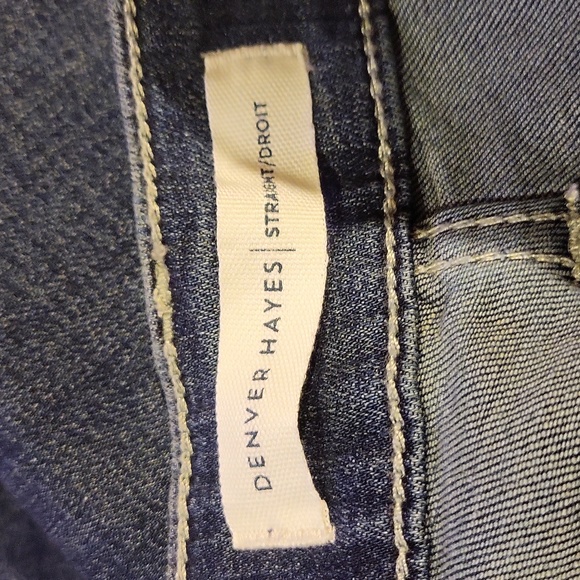 DENVER HAYES | STRAIGHT/DROIT